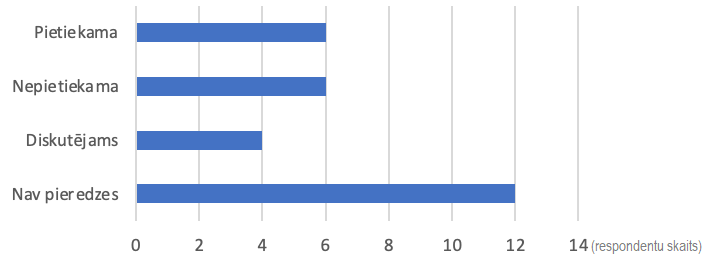 Pietiekama
Nepietiekama
Diskutējams
Nav pieredzes
0 2 4 6 8 10 12 14 (respondentu skaits)